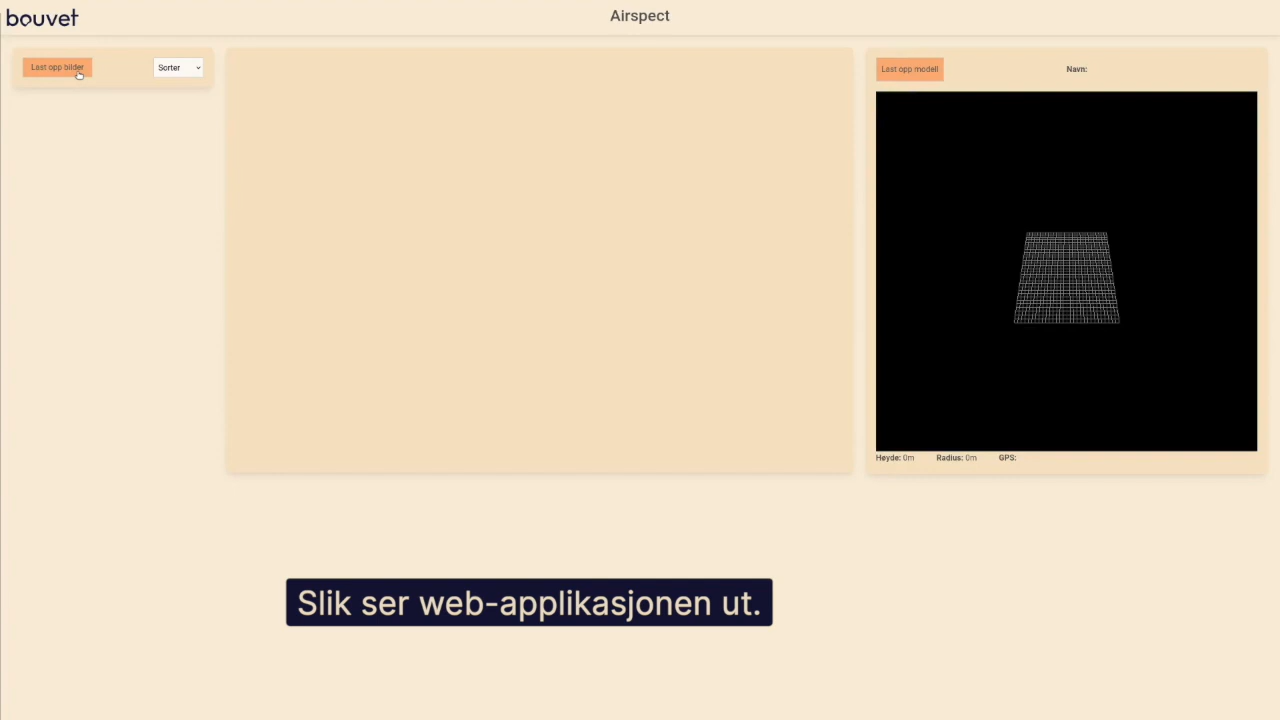 bouvet
Airspect
Last opp bilder
Sorter
Last opp modell
Navn:
Høyde: 0m
Radius: 0m
GPS:
Slik ser web-applikasjonen ut.